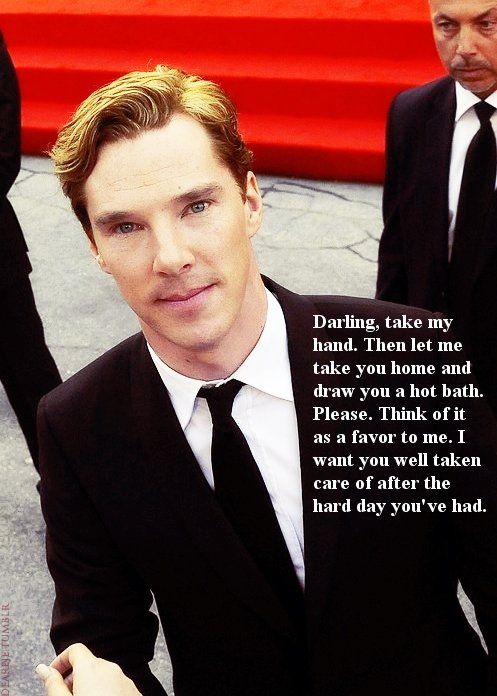 Darling, take my
hand. Then let me
take you home and
draw you a hot bath.
Please. Think of it
as a favor to me. I
want you well taken
care of after the
hard day you've had.